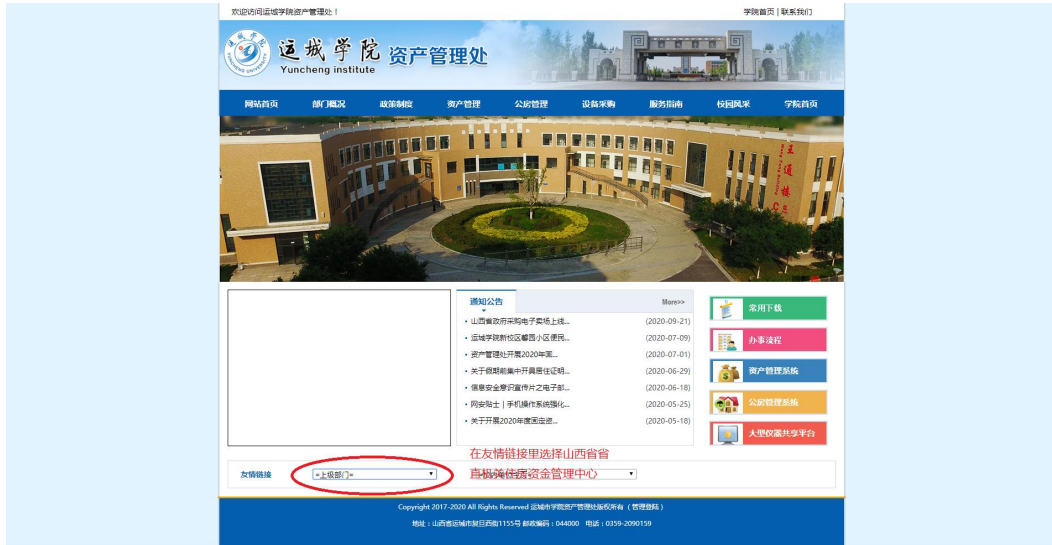 欢迎访问运城学院资产管理处！
学院首页 | 联系我们
运城学院 资产管理处
Yuncheng institute
网站首页 部门概况 政策制度 资产管理 公房管理 设备采购 服务指南 校园风采 学院首页
王通楼
C
通知公告 More>>
· 山西省政府采购电子卖场上线... (2020-09-21)
· 运城学院新校区馨园小区便民... (2020-07-09)
· 资产管理处开展2020年国... (2020-07-01)
· 关于假期前集中开具居住证明... (2020-06-29)
· 信息安全意识宣传片之电子邮... (2020-06-18)
· 网安贴士 | 手机操作系统强化... (2020-05-25)
· 关于开展2020年度固定资... (2020-05-18)
常用下载
办事流程
资产管理系统
公房管理系统
大型仪器共享平台
在友情链接里选择山西省省
直机关住房资金管理中心
友情链接 =上级部门=
Copyright 2017-2020 All Rights Reserved 运城市学院资产管理处版权所有 （ 管理登陆 ）
地址：山西省运城市复旦西街1155号 邮政编码：044000 电话：0359-2090159